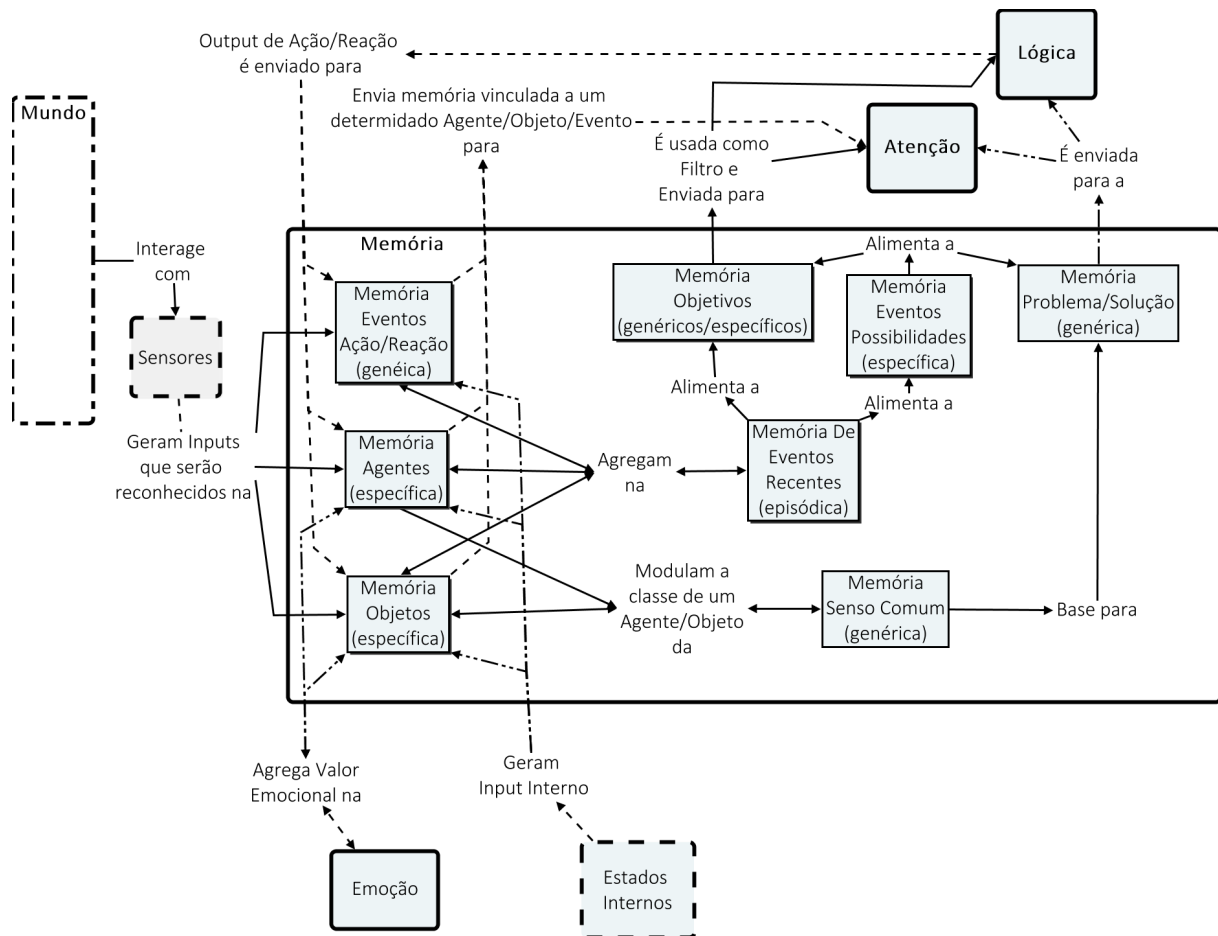 Output de Ação/Reação
é enviado para
Lógica
Mundo
Envia memória vinculada a um
determidado Agente/Objeto/Evento
para
É usada como
Filtro e
Enviada para
Atenção
É enviada
para a
Interage
com
Memória
Alimenta a
Memória
Eventos
Ação/Reação
(genéica)
Memória
Objetivos
(genéricos/específicos)
Memória
Eventos
Possibilidades
(específica)
Memória
Problema/Solução
(genérica)
Sensores
Alimenta a
Alimenta a
Geram Inputs
que serão
reconhecidos na
Memória
Agentes
(específica)
Agregam
na
Memória De
Eventos
Recentes
(episódica)
Memória
Objetos
(específica)
Modulam a
classe de um
Agente/Objeto
da
Memória
Senso Comum
(genérica)
Base para
Agrega Valor
Emocional na
Geram
Input Interno
Emoção
Estados
Internos